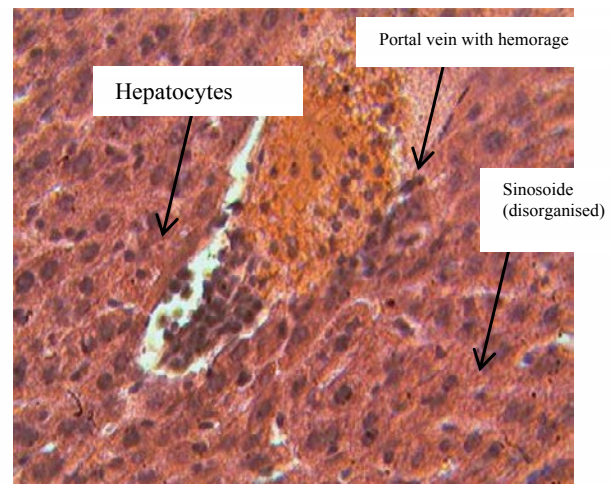 Portal vein with hemorage
Hepatocytes
Sinosoide
(disorganised)